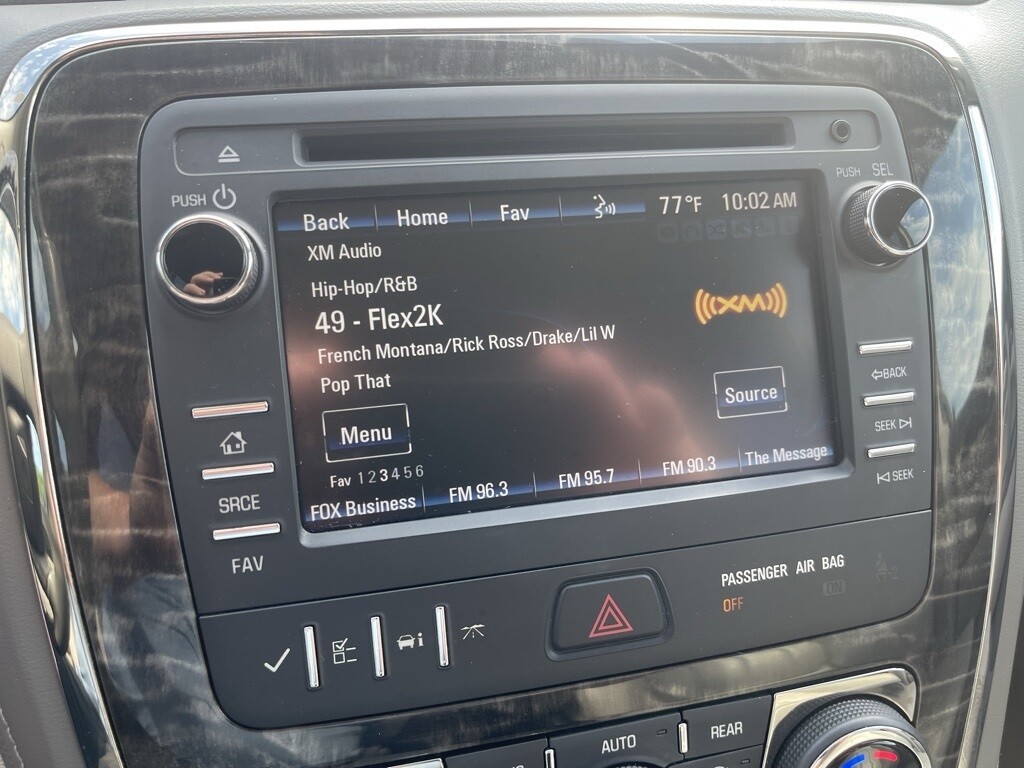 PUSH
PUSH SEL
Back Home Fav 77°F 10:02 AM
XM Audio
Hip-Hop/R&B
49 - Flex2K
((XM))
French Montana/Rick Ross/Drake/Lil W
Pop That
Menu
Source
Fav 1 2 3 4 5 6
FOX Business FM 96.3 FM 95.7 FM 90.3 The Message
BACK
SEEK
SEEK
SRCE
FAV
PASSENGER AIR BAG
OFF ON
AUTO
REAR